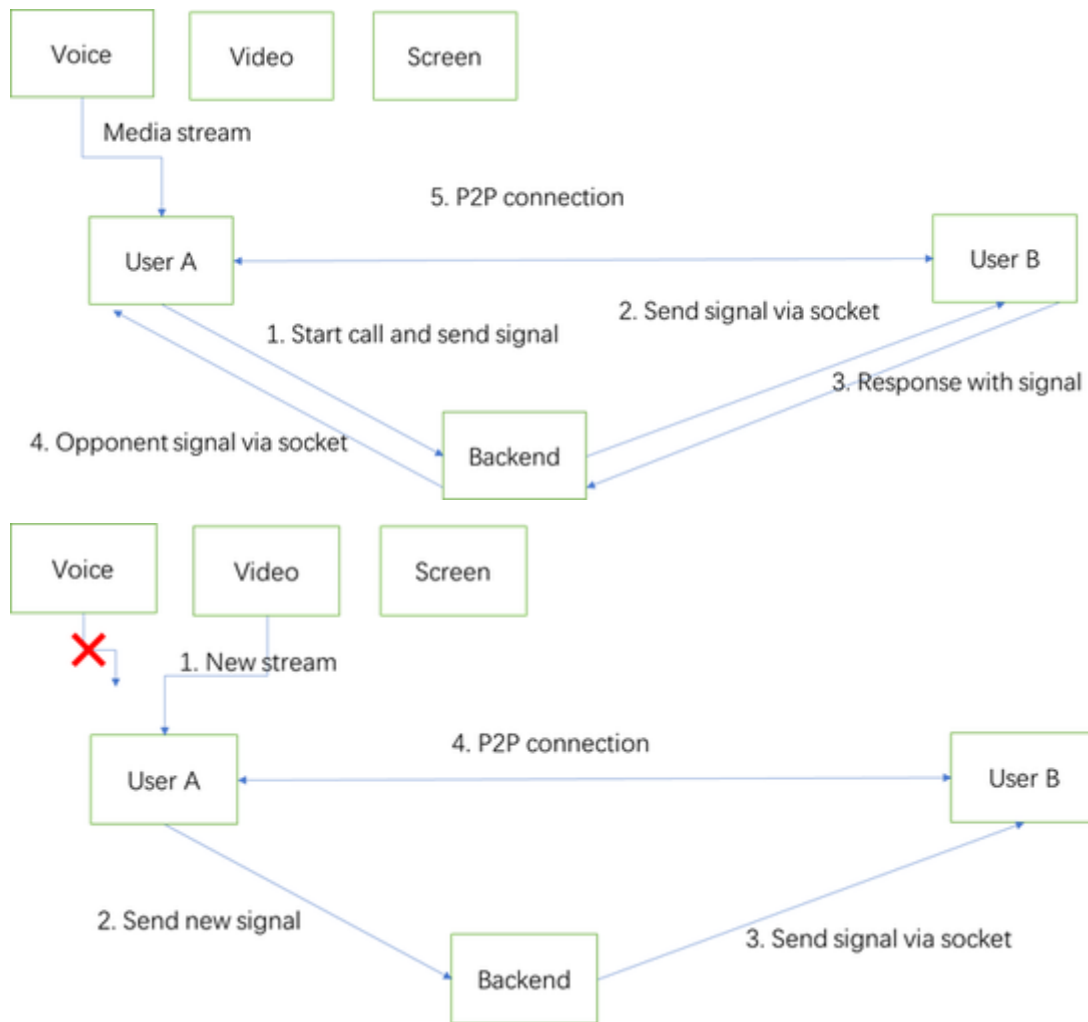 Voice
Video
Screen
Media stream
5. P2P connection
User A
User B
2. Send signal via socket
1. Start call and send signal
3. Response with signal
4. Opponent signal via socket
Backend
Voice
Video
Screen
1. New stream
4. P2P connection
User A
User B
2. Send new signal
3. Send signal via socket
Backend